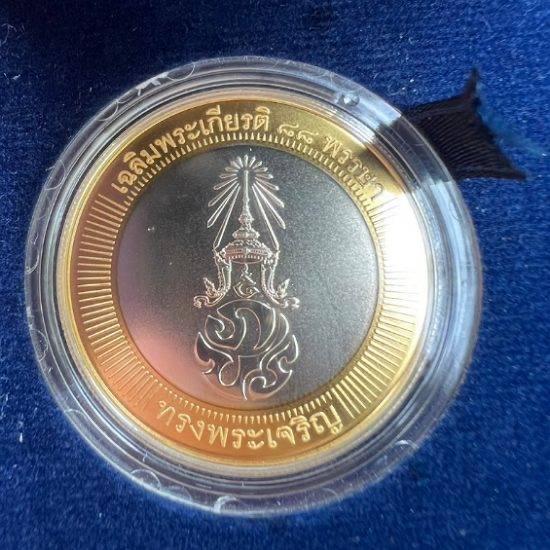 เฉลิมพระเกียรติ ๘๘ พรรษา
ทรงพระเจริญ